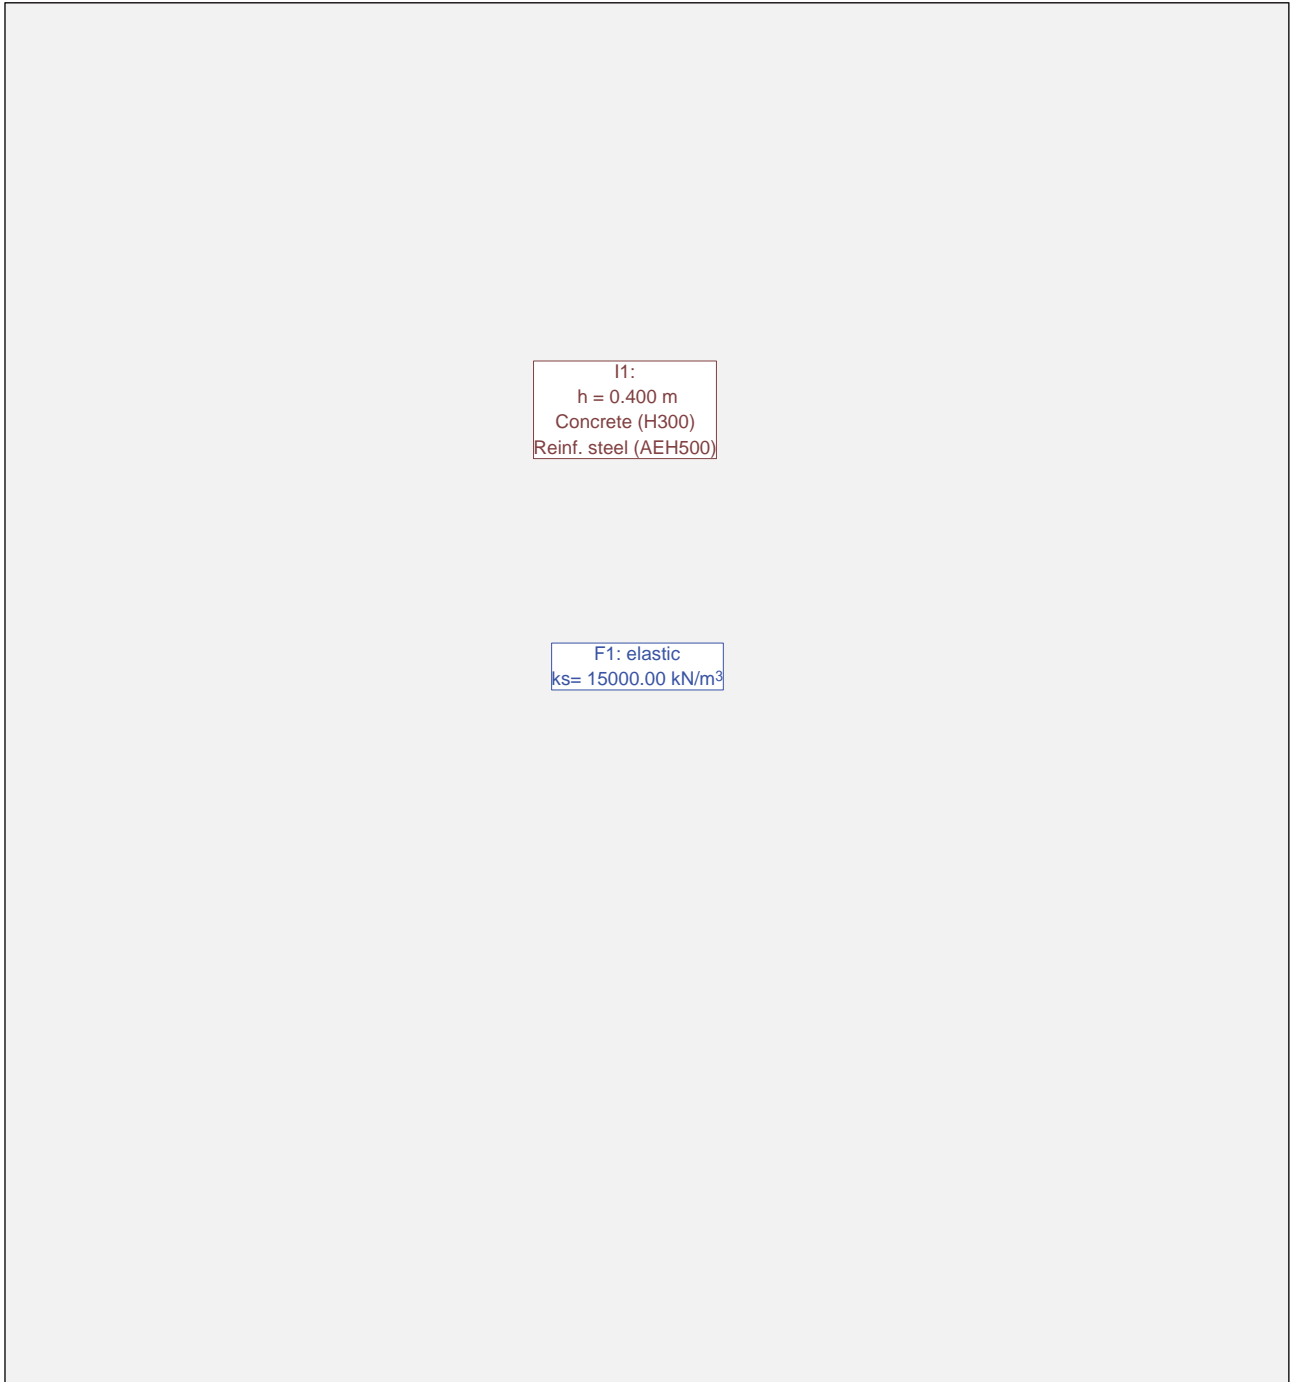 I1:
h = 0.400 m
Concrete (H300)
Reinf. steel (AEH500)
F1: elastic
ks= 15000.00 kN/m³